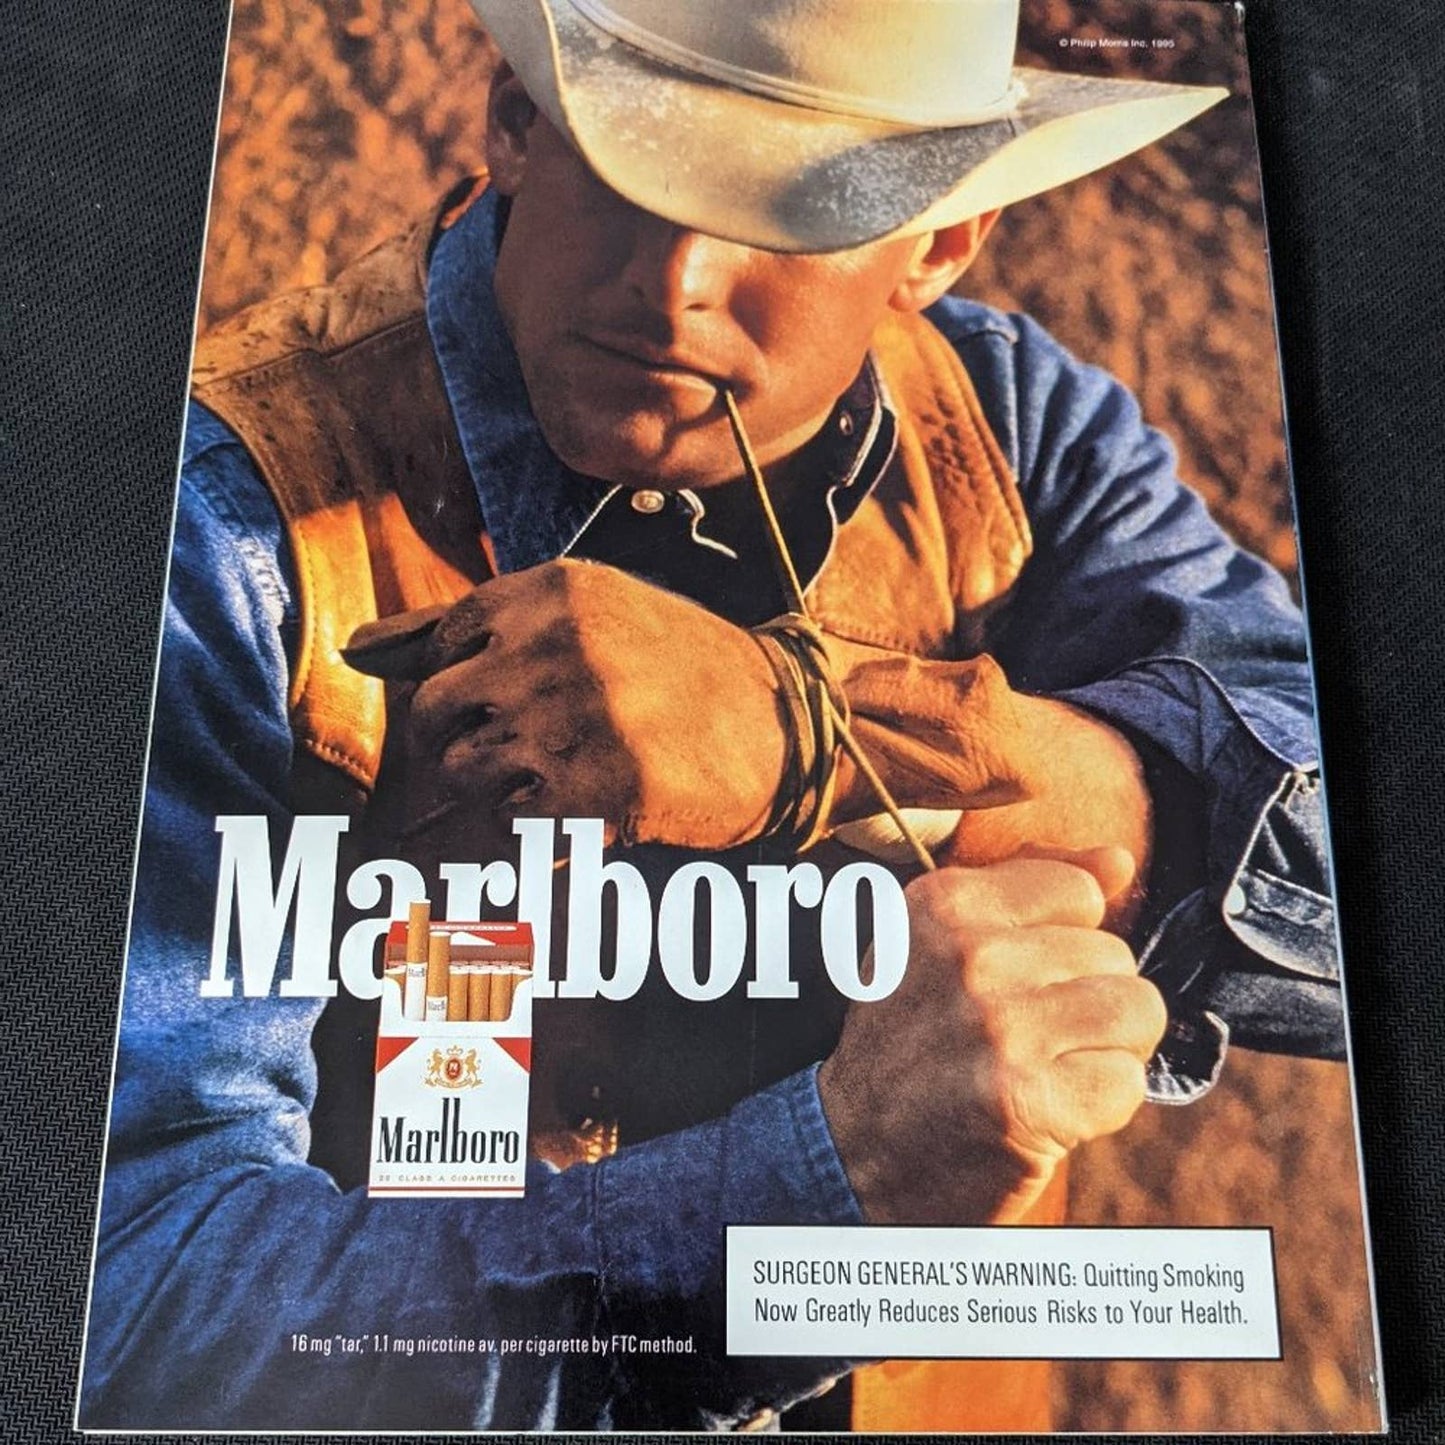 © Philip Morris Inc. 1995
Marlboro
Marlboro
20 CLASS A CIGARETTES
SURGEON GENERAL'S WARNING: Quitting Smoking
Now Greatly Reduces Serious Risks to Your Health.
16 mg "tar," 1.1 mg nicotine av. per cigarette by FTC method.